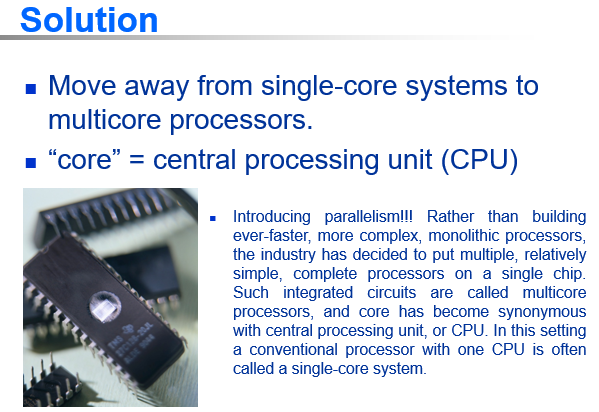 Solution
Move away from single-core systems to
multicore processors.
“core” = central processing unit (CPU)
Introducing parallelism!!! Rather than building
ever-faster, more complex, monolithic processors,
the industry has decided to put multiple, relatively
simple, complete processors on a single chip.
Such integrated circuits are called multicore
processors, and core has become synonymous
with central processing unit, or CPU. In this setting
a conventional processor with one CPU is often
called a single-core system.